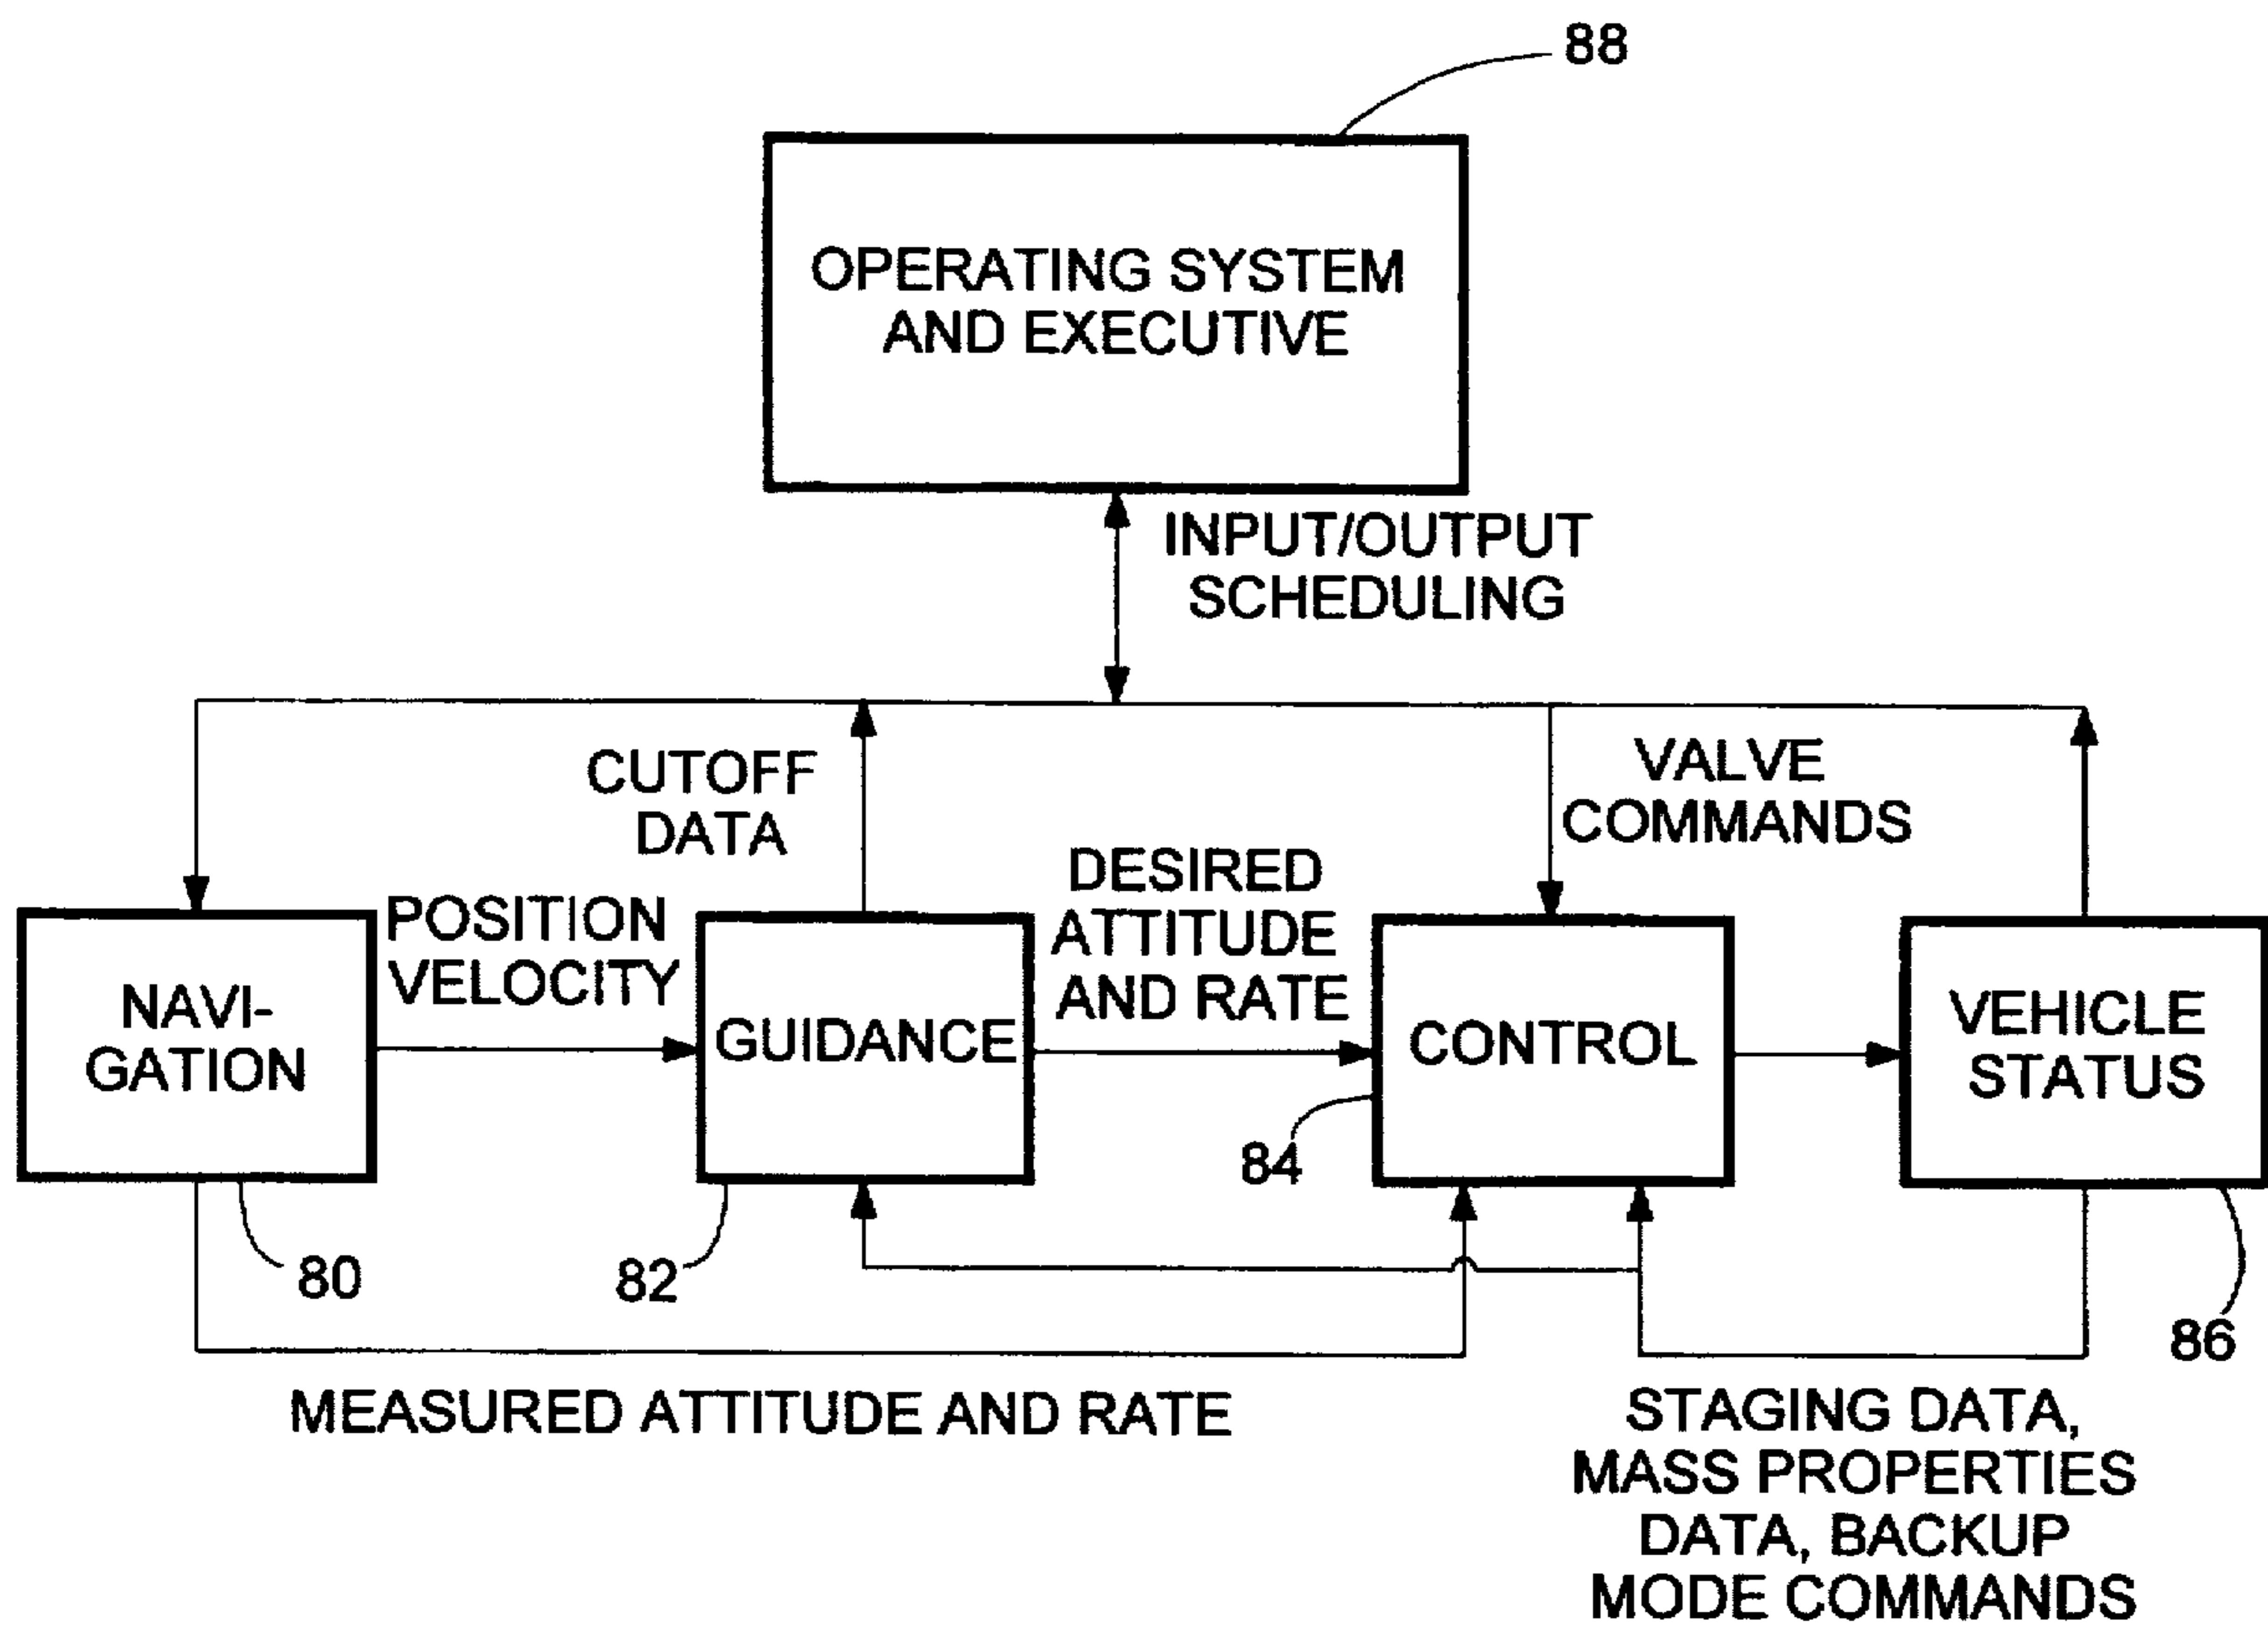 88
OPERATING SYSTEM
AND EXECUTIVE
INPUT/OUTPUT
SCHEDULING
CUTOFF
DATA
VALVE
COMMANDS
POSITION
VELOCITY
DESIRED
ATTITUDE
AND RATE
NAVI-
GATION
GUIDANCE
CONTROL
VEHICLE
STATUS
80
82
84
86
MEASURED ATTITUDE AND RATE
STAGING DATA,
MASS PROPERTIES
DATA, BACKUP
MODE COMMANDS